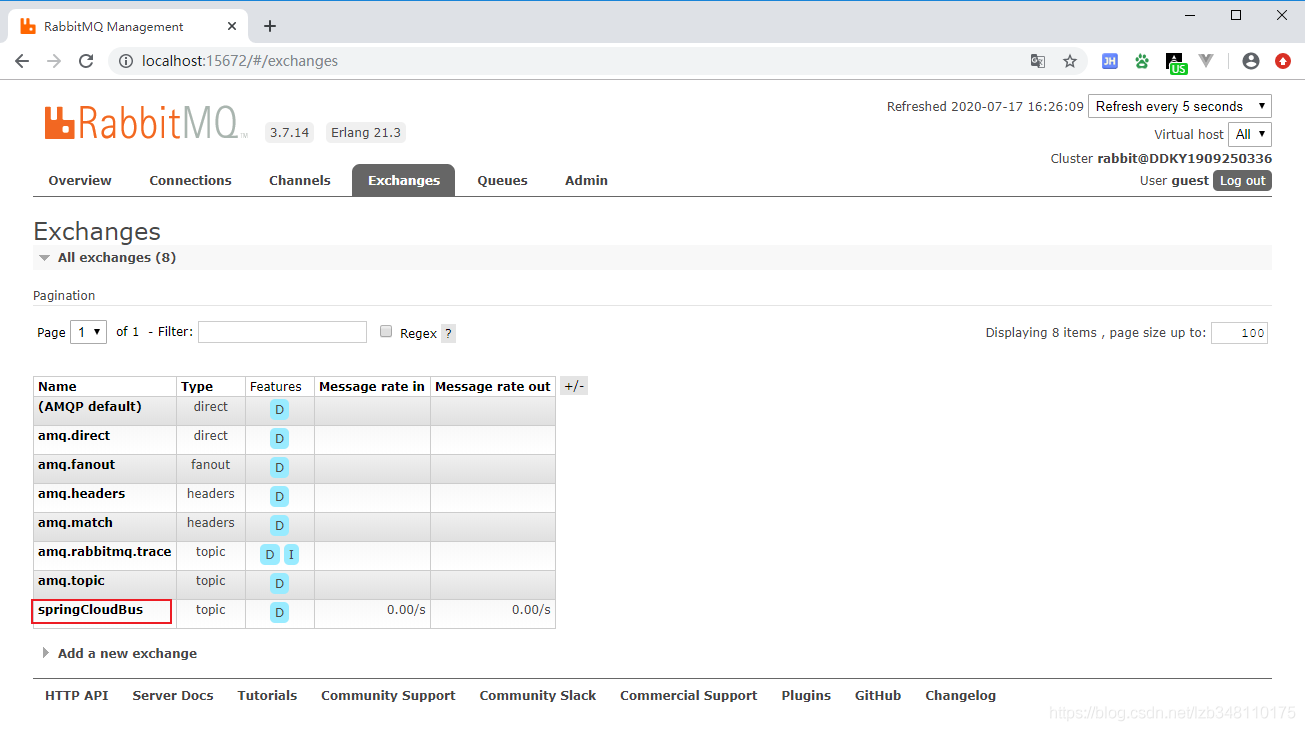 RabbitMQ Management
localhost:15672/#/exchanges
JH
US
RabbitMQ TM 3.7.14 Erlang 21.3
Refreshed 2020-07-17 16:26:09 Refresh every 5 seconds
Virtual host All
Cluster rabbit@DDKY1909250336
User guest Log out
Overview Connections Channels Exchanges Queues Admin
Exchanges
All exchanges (8)
Pagination
Page 1 of 1 - Filter: Regex ? Displaying 8 items , page size up to: 100
Name Type Features Message rate in Message rate out +/-
(AMQP default) direct D
amq.direct direct D
amq.fanout fanout D
amq.headers headers D
amq.match headers D
amq.rabbitmq.trace topic D I
amq.topic topic D
springCloudBus topic D 0.00/s 0.00/s
Add a new exchange
HTTP API Server Docs Tutorials Community Support Community Slack Commercial Support Plugins GitHub Changelog
https://blog.csdn.net/lzb348110175